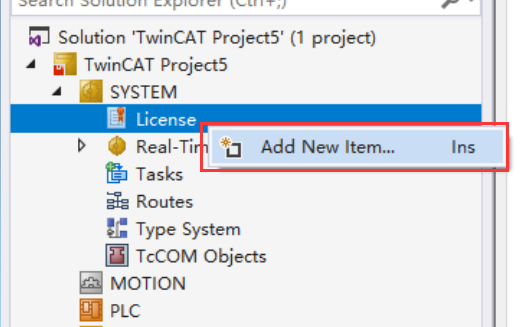 Search Solution Explorer (Ctrl+;)
Solution 'TwinCAT Project5' (1 project)
TwinCAT Project5
SYSTEM
License
Real-Tim
Add New Item... Ins
Tasks
Routes
Type System
TcCOM Objects
MOTION
PLC